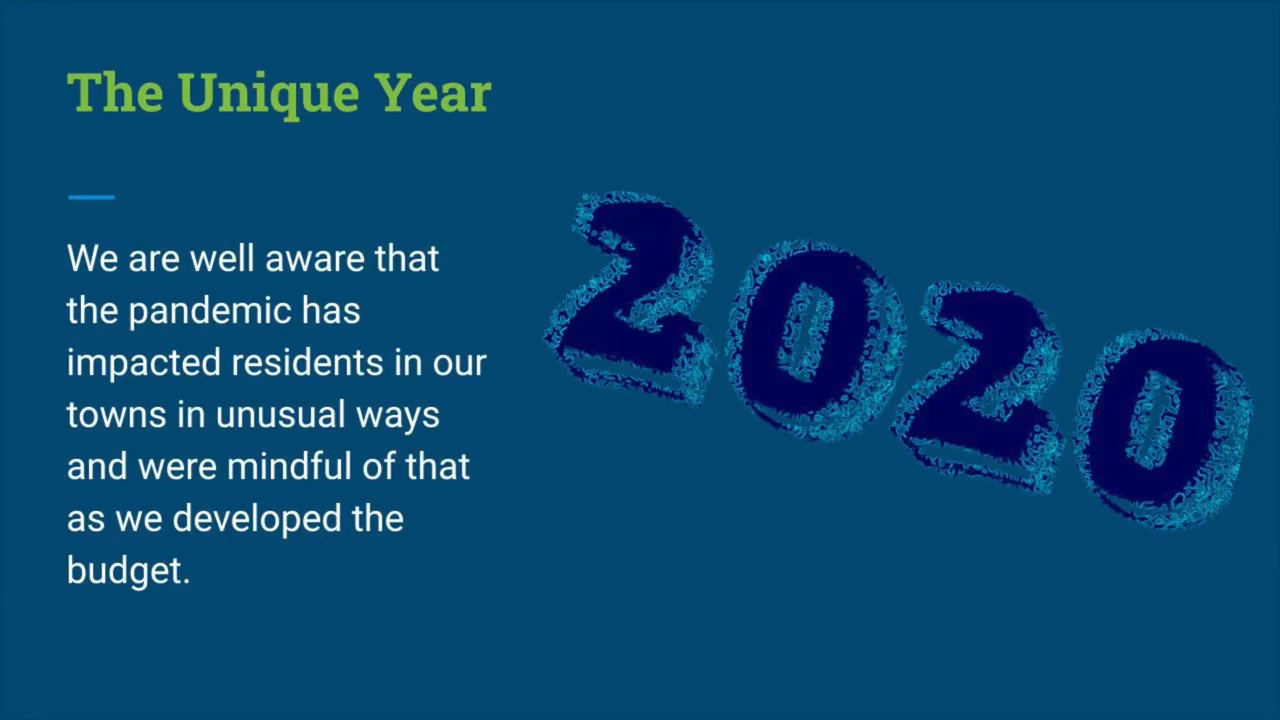 The Unique Year
We are well aware that
the pandemic has
impacted residents in our
towns in unusual ways
and were mindful of that
as we developed the
budget.
2020